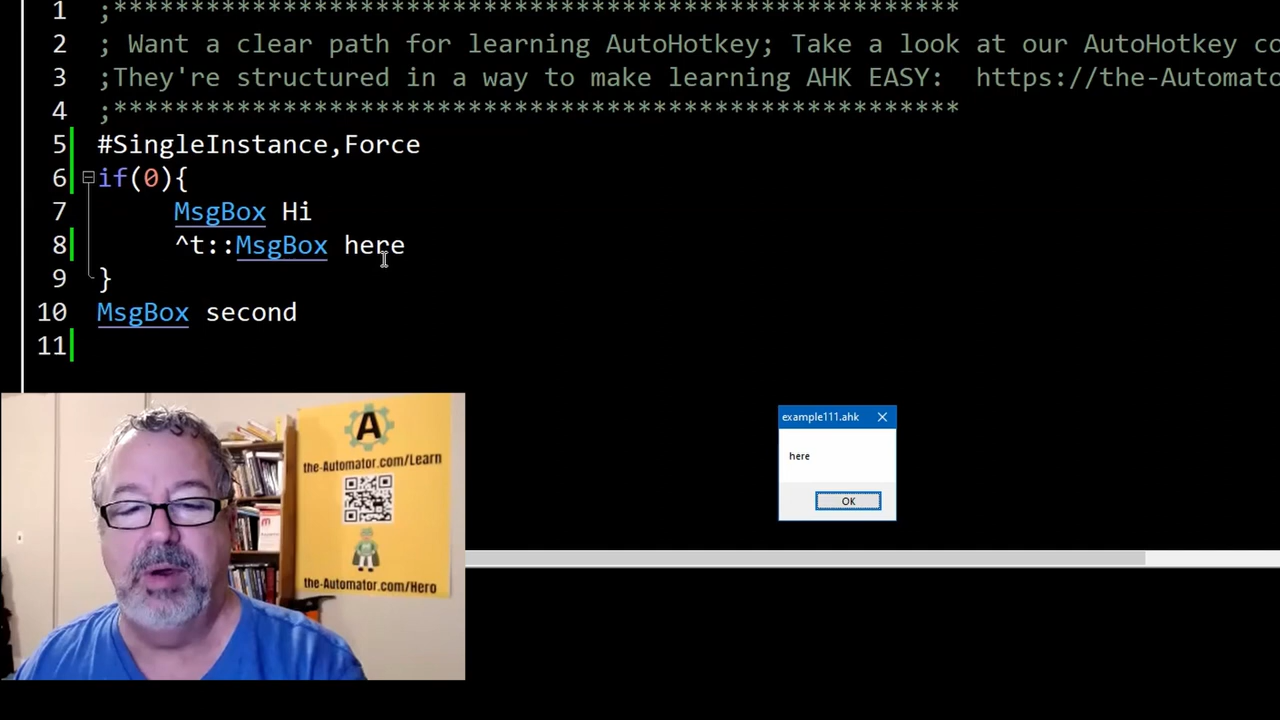 1 ;*******************************************************
2 ; Want a clear path for learning AutoHotkey; Take a look at our AutoHotkey co
3 ;They're structured in a way to make learning AHK EASY:  https://the-Automato
4 ;*******************************************************
5 #SingleInstance,Force
6 if(0){
7 MsgBox Hi
8 ^t::MsgBox here
9 }
10 MsgBox second
11
example111.ahk
here
OK
A
the-Automator.com/Learn
the-Automator.com/Hero